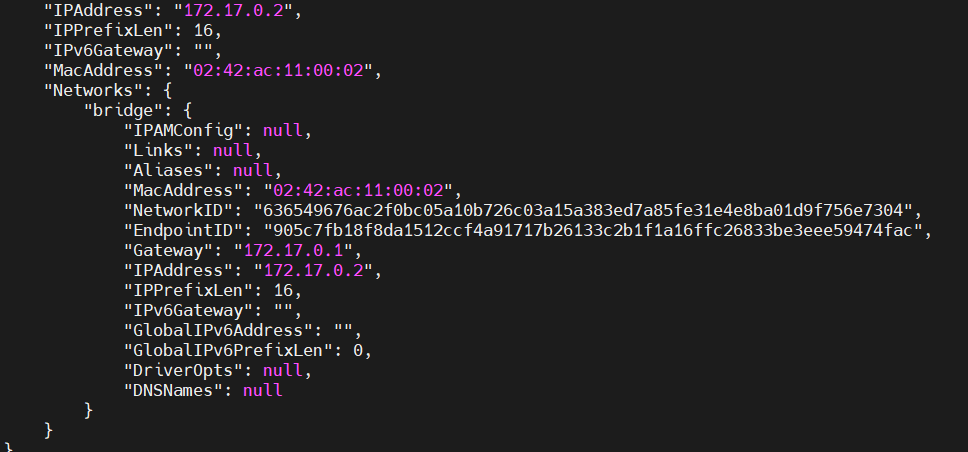 "IPAddress": "172.17.0.2",
"IPPrefixLen": 16,
"IPv6Gateway": "",
"MacAddress": "02:42:ac:11:00:02",
"Networks": {
"bridge": {
"IPAMConfig": null,
"Links": null,
"Aliases": null,
"MacAddress": "02:42:ac:11:00:02",
"NetworkID": "636549676ac2f0bc05a10b726c03a15a383ed7a85fe31e4e8ba01d9f756e7304",
"EndpointID": "905c7fb18f8da1512ccf4a91717b26133c2b1f1a16ffc26833be3eee59474fac",
"Gateway": "172.17.0.1",
"IPAddress": "172.17.0.2",
"IPPrefixLen": 16,
"IPv6Gateway": "",
"GlobalIPv6Address": "",
"GlobalIPv6PrefixLen": 0,
"DriverOpts": null,
"DNSNames": null
}
}
}